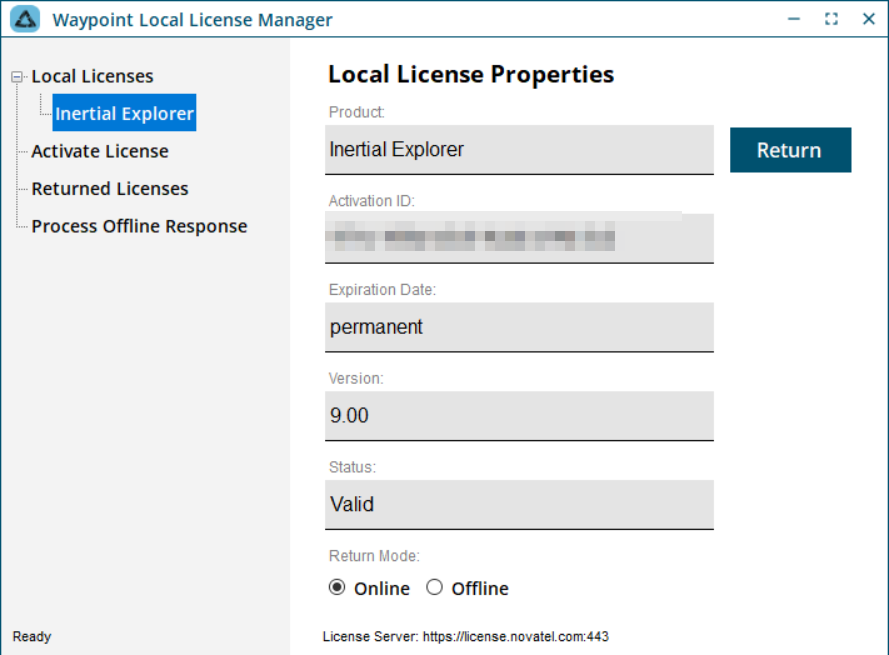 Waypoint Local License Manager
Local Licenses
Inertial Explorer
Activate License
Returned Licenses
Process Offline Response
Local License Properties
Product:
Inertial Explorer
Return
Activation ID:
Expiration Date:
permanent
Version:
9.00
Status:
Valid
Return Mode:
Online Offline
Ready
License Server: https://license.novatel.com:443